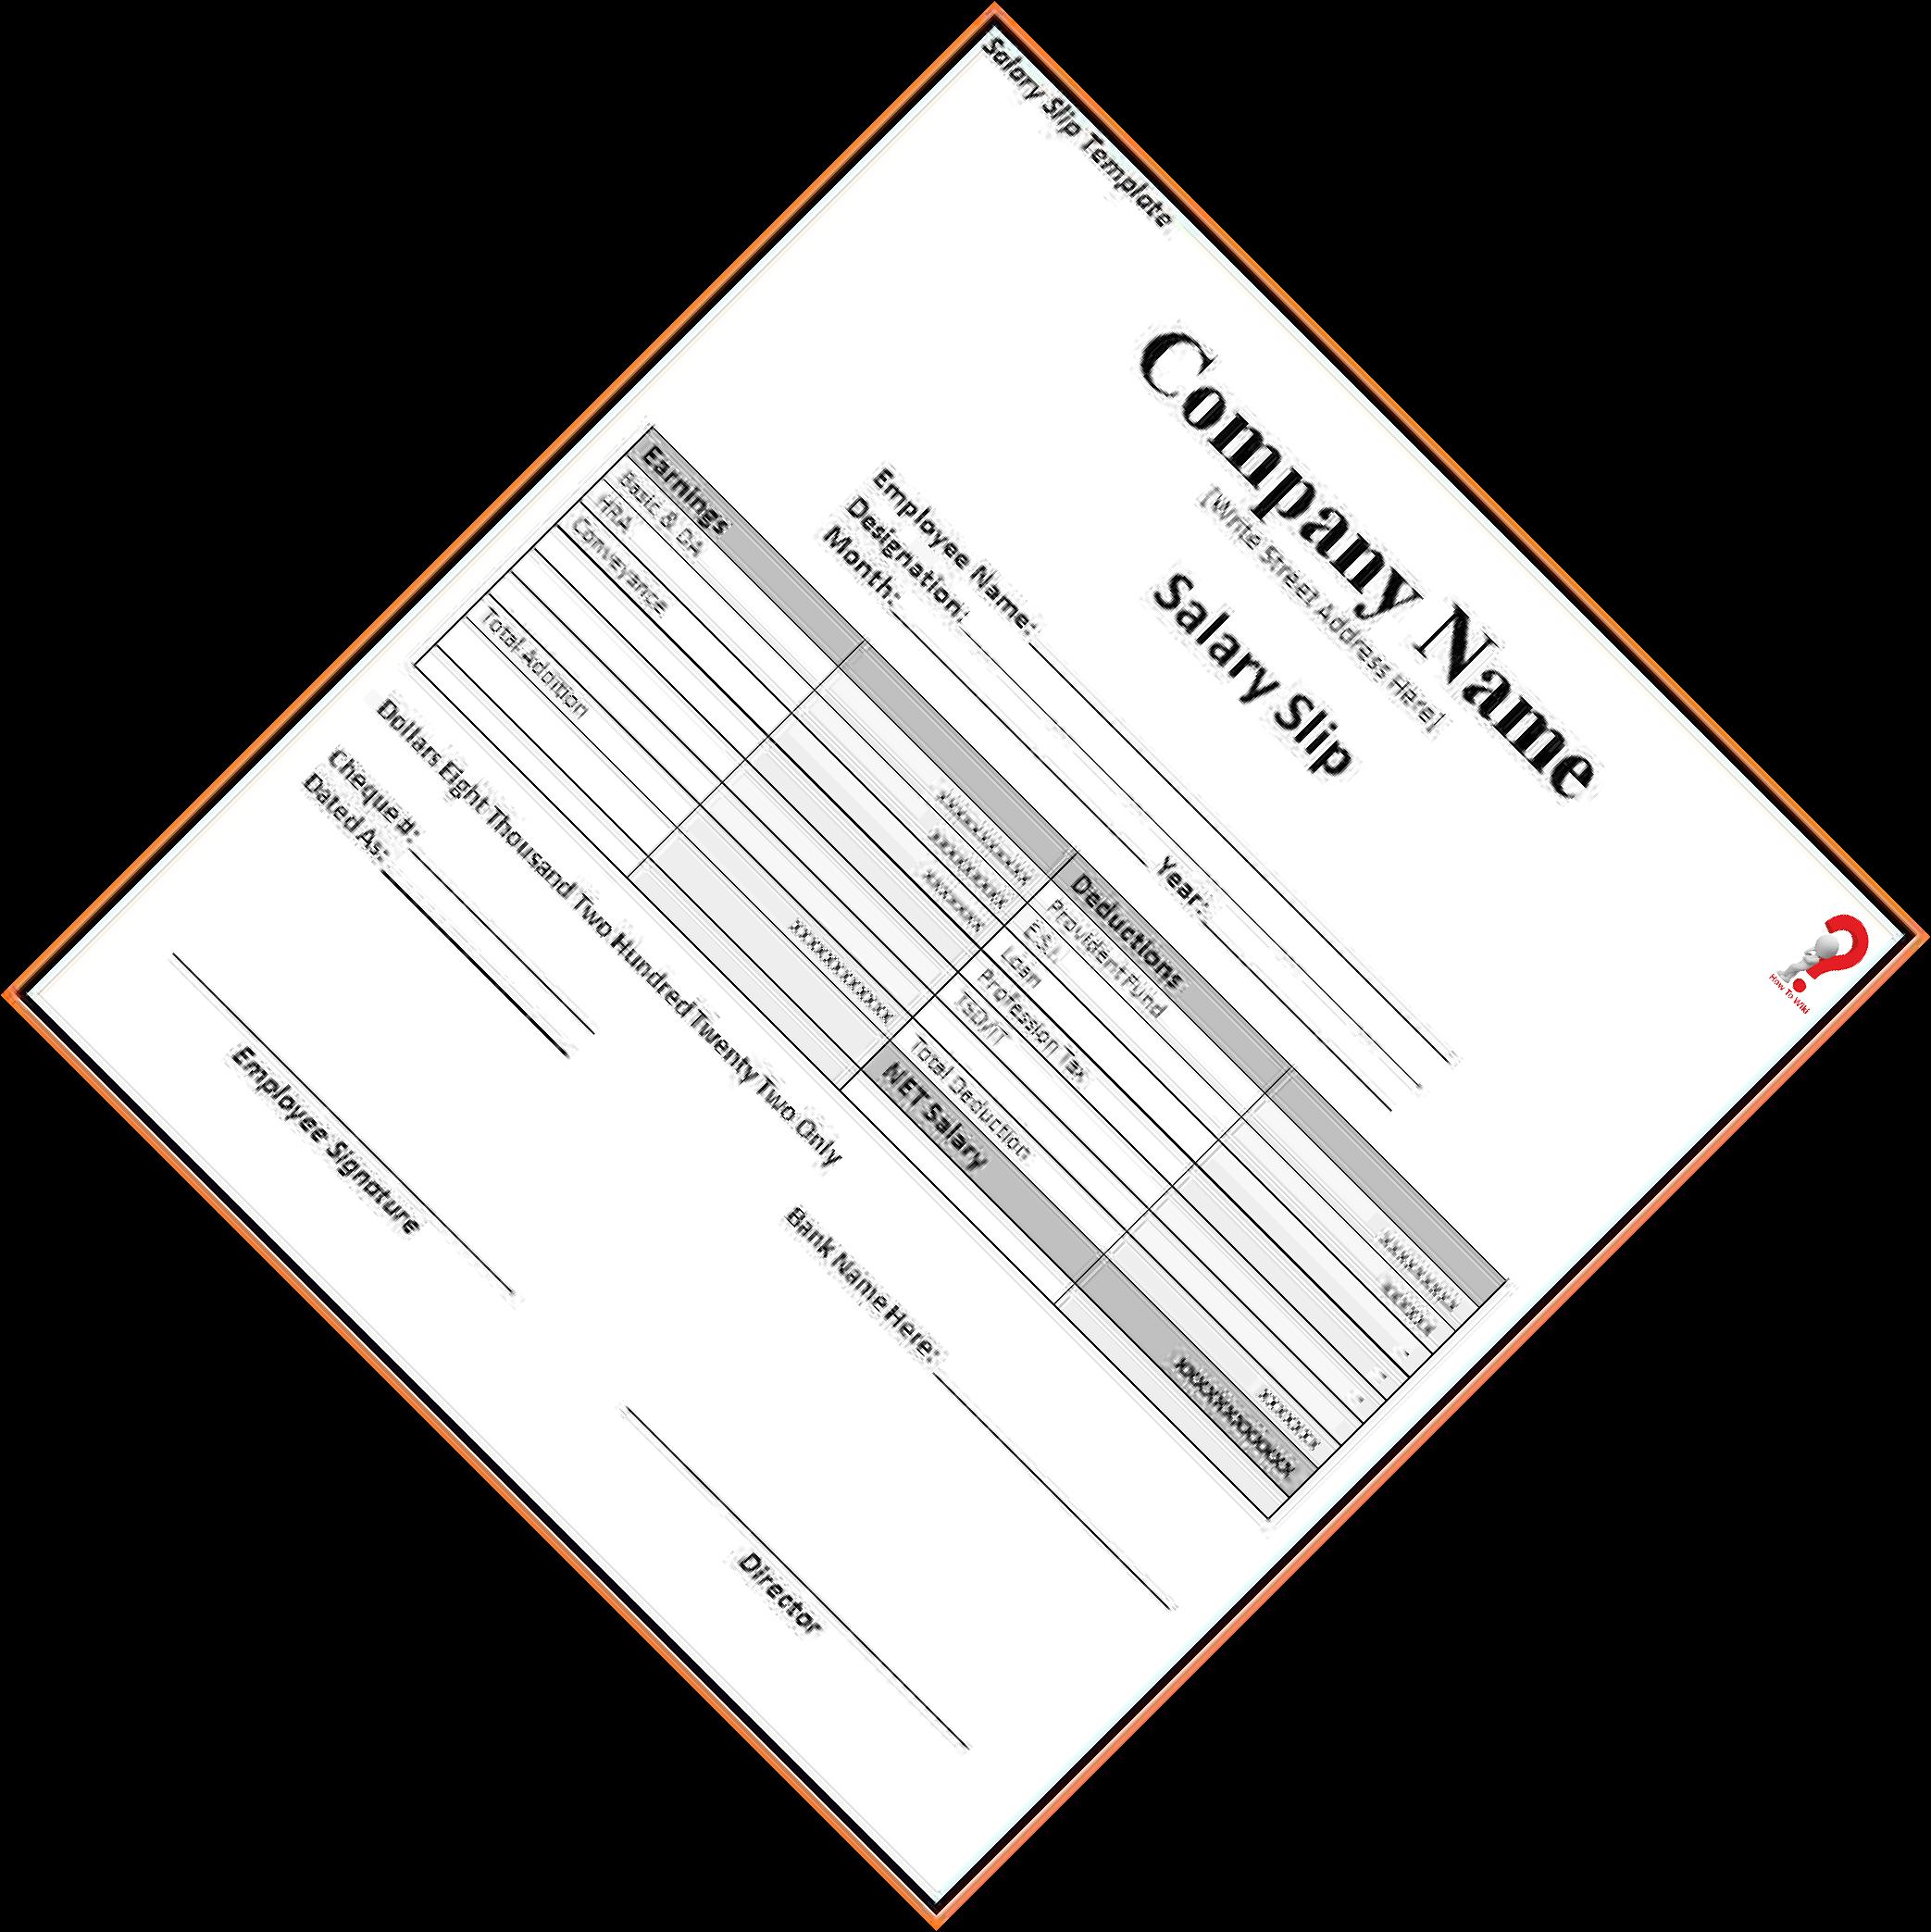 Salary Slip Template
How To Wiki
Company Name
[Write Street Address Here]
Salary Slip
Employee Name:
Designation:
Month: Year:
Earnings Deductions
Basic & DA xxxxxxxxxx Provident Fund xxxxxxxxx
HRA xxxxxxxx E.S.I. xxxxxx
Conveyance xxxxxxx Loan -
Profession Tax -
TSD/IT -
Total Addition xxxxxxxxxxx Total Deduction xxxxxxx
NET Salary xxxxxxxxxxxx
Dollars Eight Thousand Two Hundred Twenty Two Only
Cheque #: Bank Name Here:
Dated As:
Employee Signature Director